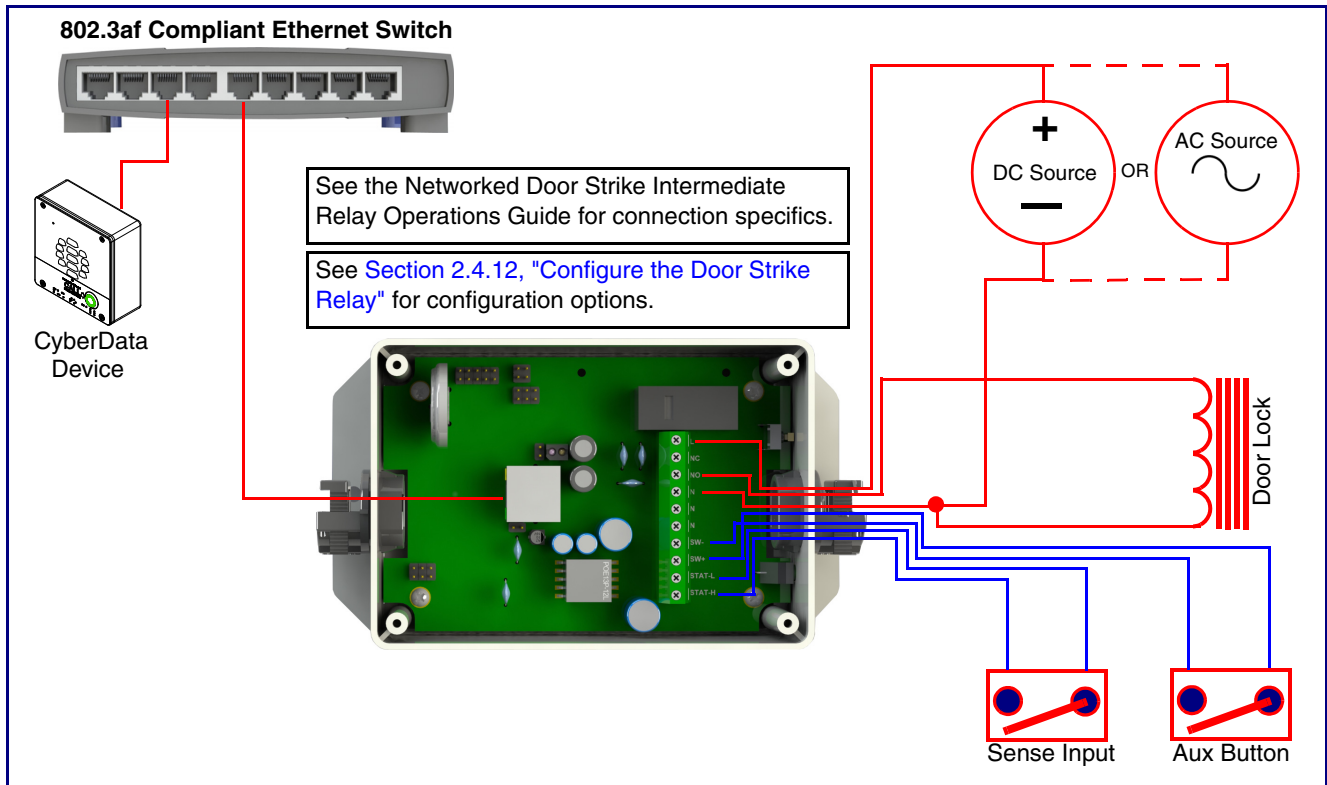 802.3af Compliant Ethernet Switch
+
DC Source
—
OR
AC Source
See the Networked Door Strike Intermediate
Relay Operations Guide for connection specifics.
See Section 2.4.12, "Configure the Door Strike
Relay" for configuration options.
CyberData
Device
L
NC
NO
N
N
N
SW-
SW+
STAT-L
STAT-H
POE13P-12L
Door Lock
Sense Input
Aux Button